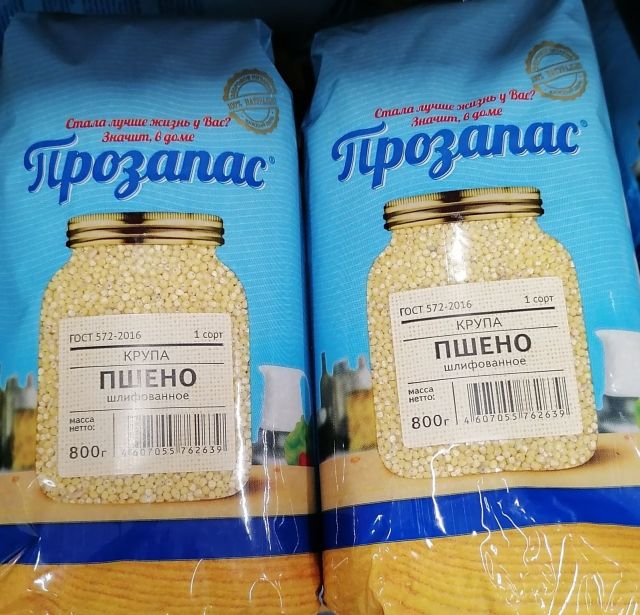 100% NATURALNO
Стала лучше жизнь у Вас?
Значит, в доме
Прозапас®
ГОСТ 572-2016 1 сорт
КРУПА
ПШЕНО
шлифованное
масса
нетто:
800г
4 607055 762639
Стала лучше жизнь у Вас?
Значит, в доме
Прозапас®
ГОСТ 572-2016 1 сорт
КРУПА
ПШЕНО
шлифованное
масса
нетто:
800г
4 607055 762639